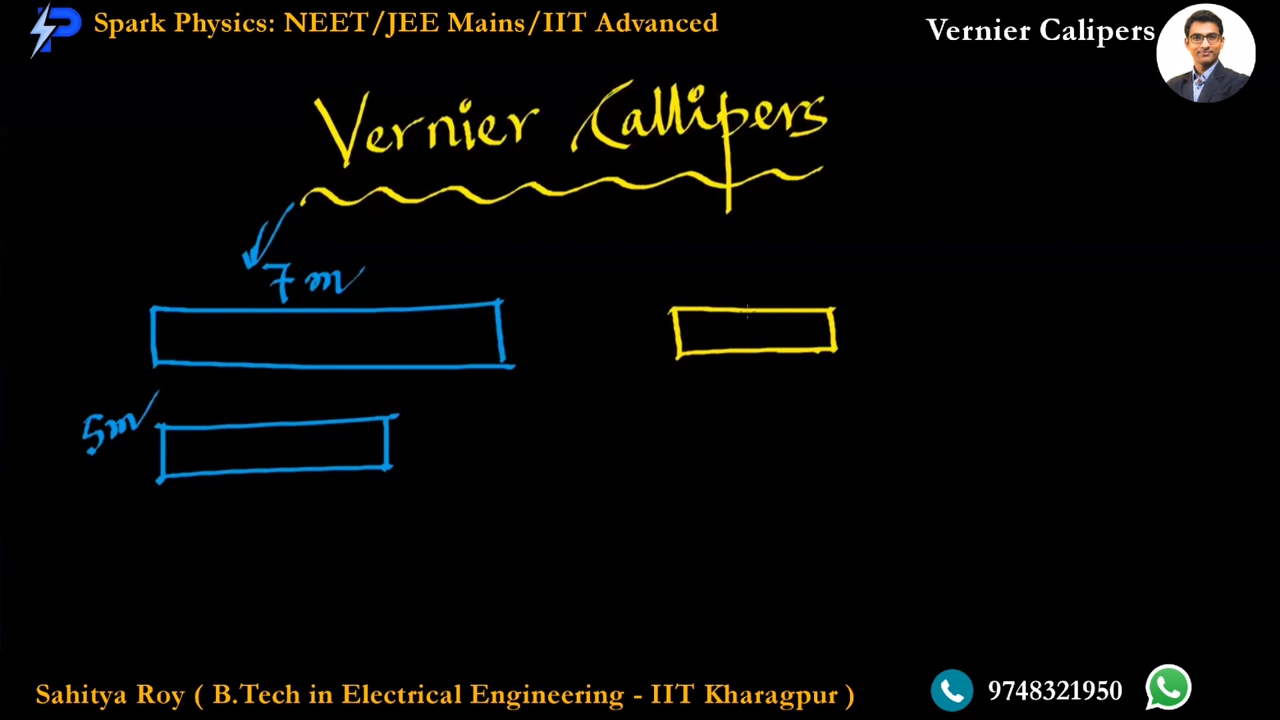 Spark Physics: NEET/JEE Mains/IIT Advanced
Vernier Calipers
Vernier Callipers
7 m
5m
Sahitya Roy ( B.Tech in Electrical Engineering - IIT Kharagpur )
9748321950